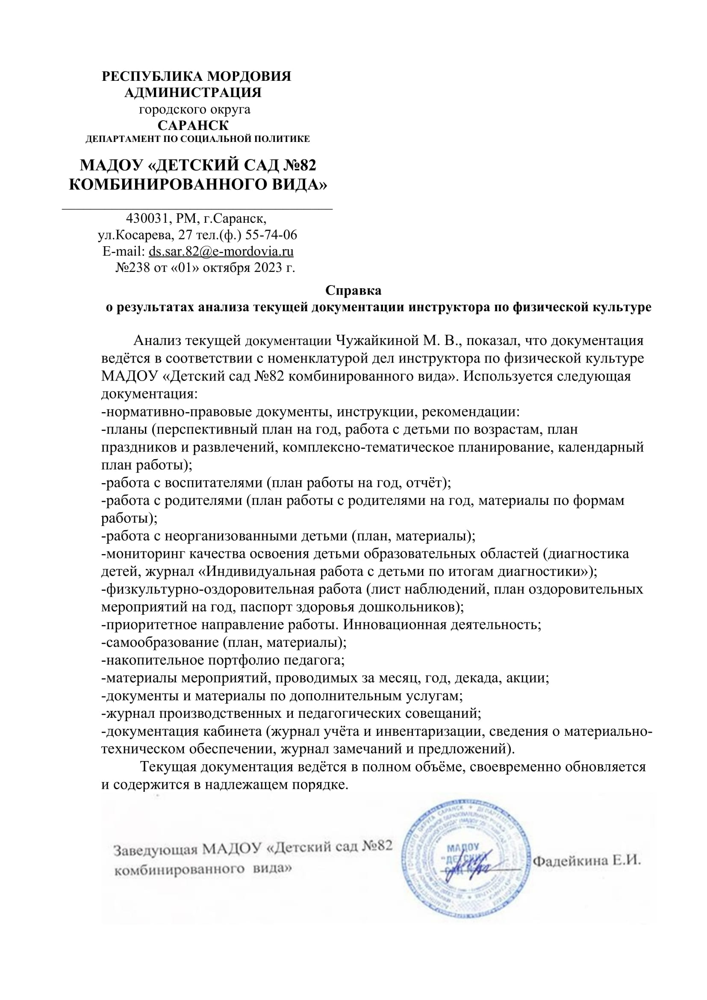 РЕСПУБЛИКА МОРДОВИЯ
АДМИНИСТРАЦИЯ
городского округа
САРАНСК
ДЕПАРТАМЕНТ ПО СОЦИАЛЬНОЙ ПОЛИТИКЕ
МАДОУ «ДЕТСКИЙ САД №82
КОМБИНИРОВАННОГО ВИДА»
430031, РМ, г.Саранск,
ул.Косарева, 27 тел.(ф.) 55-74-06
E-mail: ds.sar.82@e-mordovia.ru
№238 от «01» октября 2023 г.
Справка
о результатах анализа текущей документации инструктора по физической культуре
Анализ текущей документации Чужайкиной М. В., показал, что документация
ведётся в соответствии с номенклатурой дел инструктора по физической культуре
МАДОУ «Детский сад №82 комбинированного вида». Используется следующая
документация:
-нормативно-правовые документы, инструкции, рекомендации:
-планы (перспективный план на год, работа с детьми по возрастам, план
праздников и развлечений, комплексно-тематическое планирование, календарный
план работы);
-работа с воспитателями (план работы на год, отчёт);
-работа с родителями (план работы с родителями на год, материалы по формам
работы);
-работа с неорганизованными детьми (план, материалы);
-мониторинг качества освоения детьми образовательных областей (диагностика
детей, журнал «Индивидуальная работа с детьми по итогам диагностики»);
-физкультурно-оздоровительная работа (лист наблюдений, план оздоровительных
мероприятий на год, паспорт здоровья дошкольников);
-приоритетное направление работы. Инновационная деятельность;
-самообразование (план, материалы);
-накопительное портфолио педагога;
-материалы мероприятий, проводимых за месяц, год, декада, акции;
-документы и материалы по дополнительным услугам;
-журнал производственных и педагогических совещаний;
-документация кабинета (журнал учёта и инвентаризации, сведения о материально-
техническом обеспечении, журнал замечаний и предложений).
Текущая документация ведётся в полном объёме, своевременно обновляется
и содержится в надлежащем порядке.
Заведующая МАДОУ «Детский сад №82
комбинированного вида»
МАДОУ
"ДЕТСКИЙ
САД
Фадейкина Е.И.